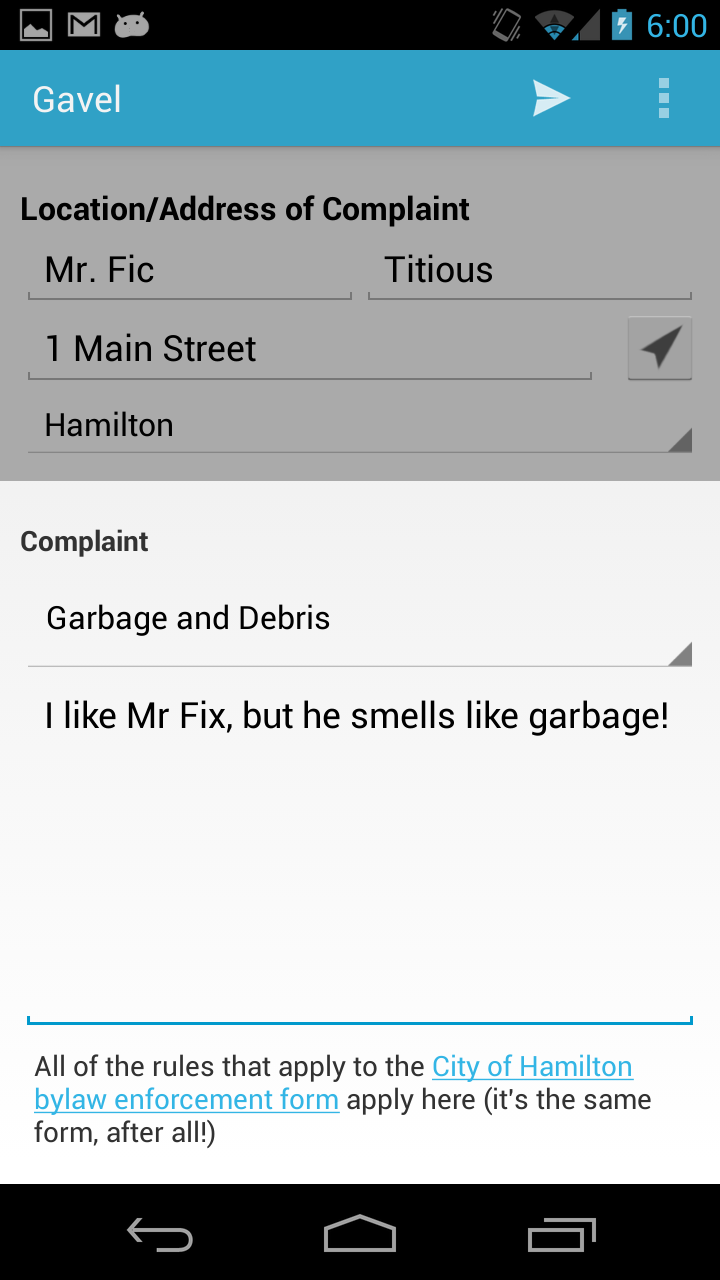 6:00
Gavel
Location/Address of Complaint
Mr. Fic Titious
1 Main Street
Hamilton
Complaint
Garbage and Debris
I like Mr Fix, but he smells like garbage!
All of the rules that apply to the City of Hamilton
bylaw enforcement form apply here (it's the same
form, after all!)